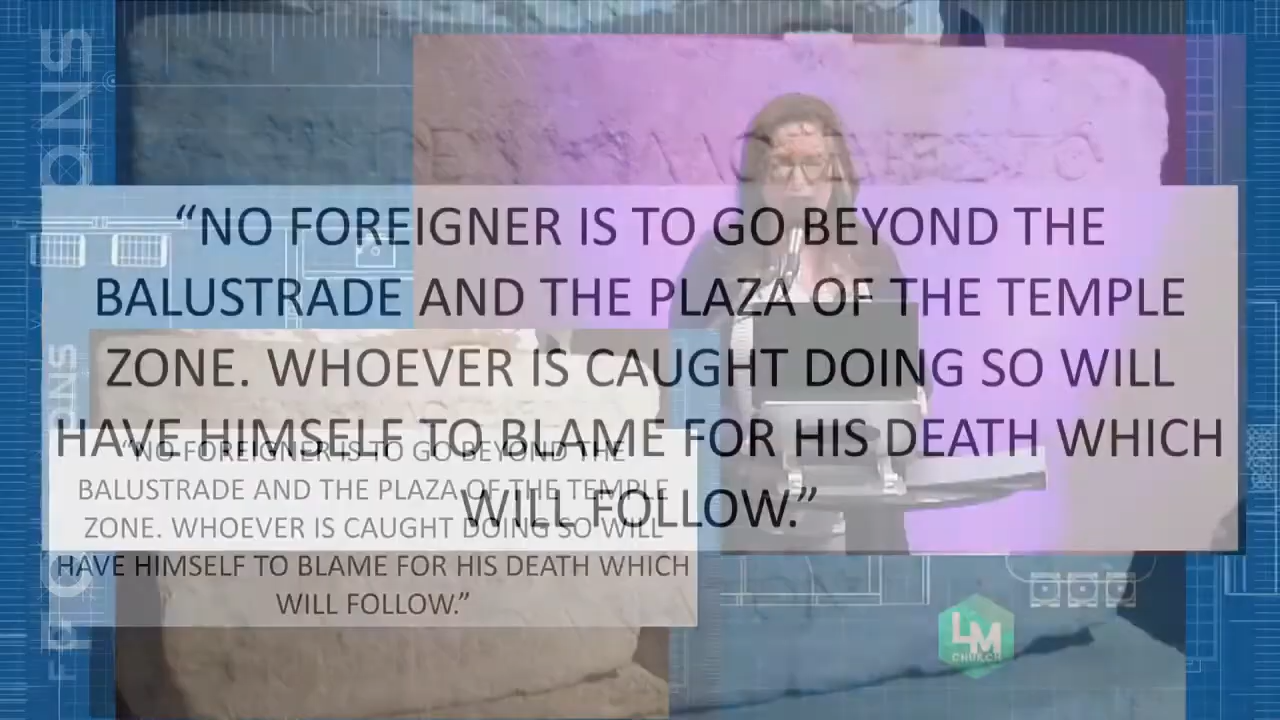 “NO FOREIGNER IS TO GO BEYOND THE
BALUSTRADE AND THE PLAZA OF THE TEMPLE
ZONE. WHOEVER IS CAUGHT DOING SO WILL
HAVE HIMSELF TO BLAME FOR HIS DEATH WHICH
WILL FOLLOW.”
“NO FOREIGNER IS TO GO BEYOND THE
BALUSTRADE AND THE PLAZA OF THE TEMPLE
ZONE. WHOEVER IS CAUGHT DOING SO WILL
HAVE HIMSELF TO BLAME FOR HIS DEATH WHICH
WILL FOLLOW.”
LM
CHURCH